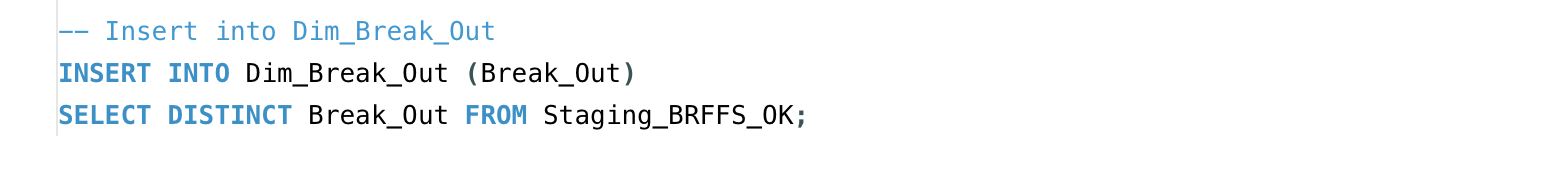 -- Insert into Dim_Break_Out
INSERT INTO Dim_Break_Out (Break_Out)
SELECT DISTINCT Break_Out FROM Staging_BRFFS_OK;